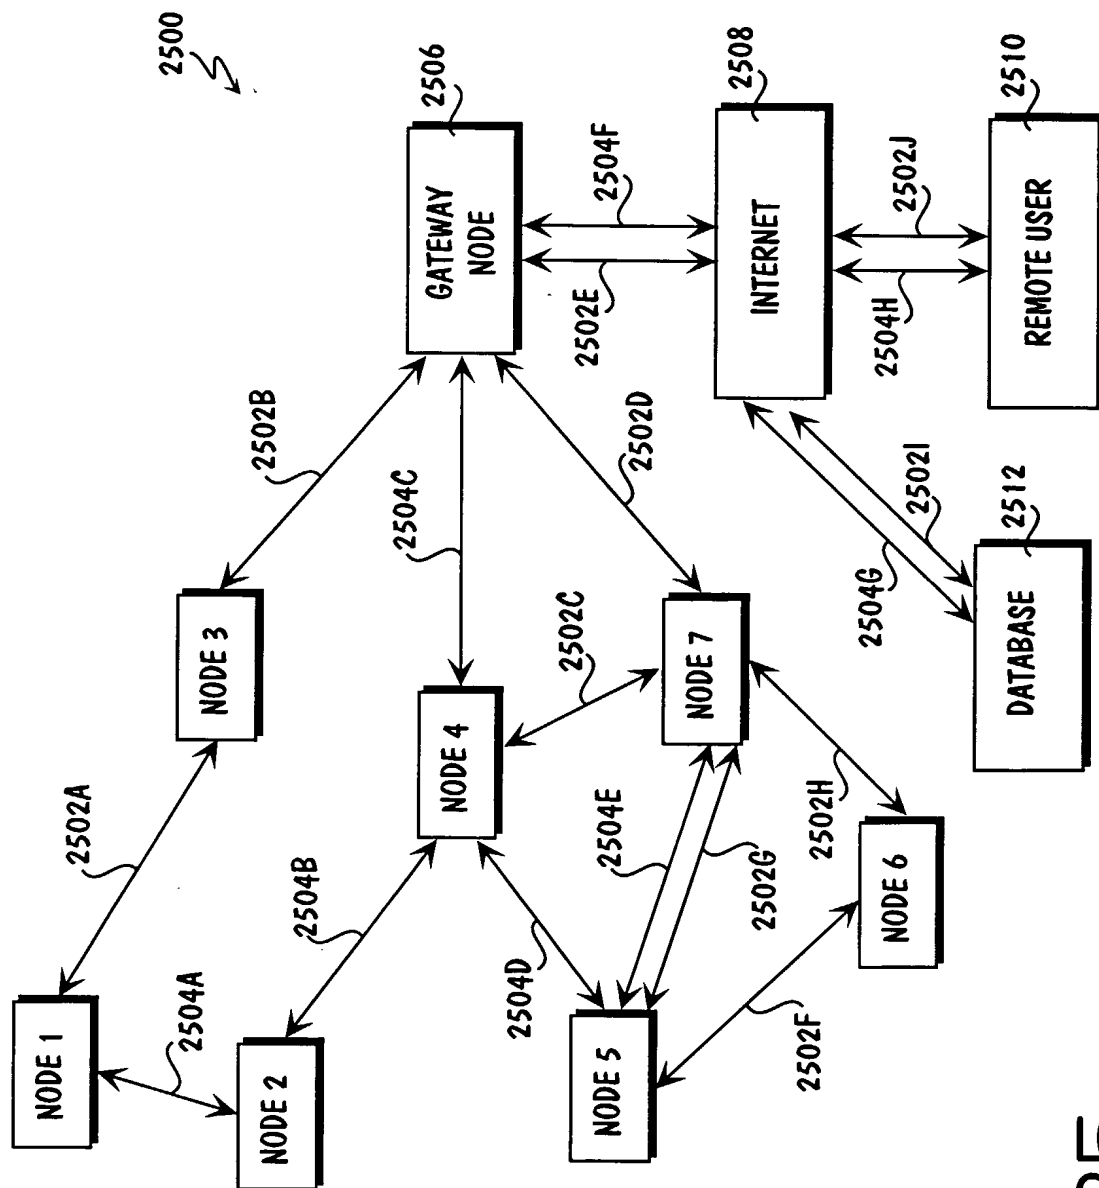 2500
NODE 1
2502A
NODE 3
2502B
GATEWAY
NODE
2506
2504A
NODE 2
2504B
NODE 4
2504C
2502E
2504F
2504D
2502C
2502D
INTERNET
2508
NODE 5
2504E
2502G
NODE 7
2504H
2502J
2502F
NODE 6
2502H
2504G
2502I
DATABASE
2512
REMOTE USER
2510